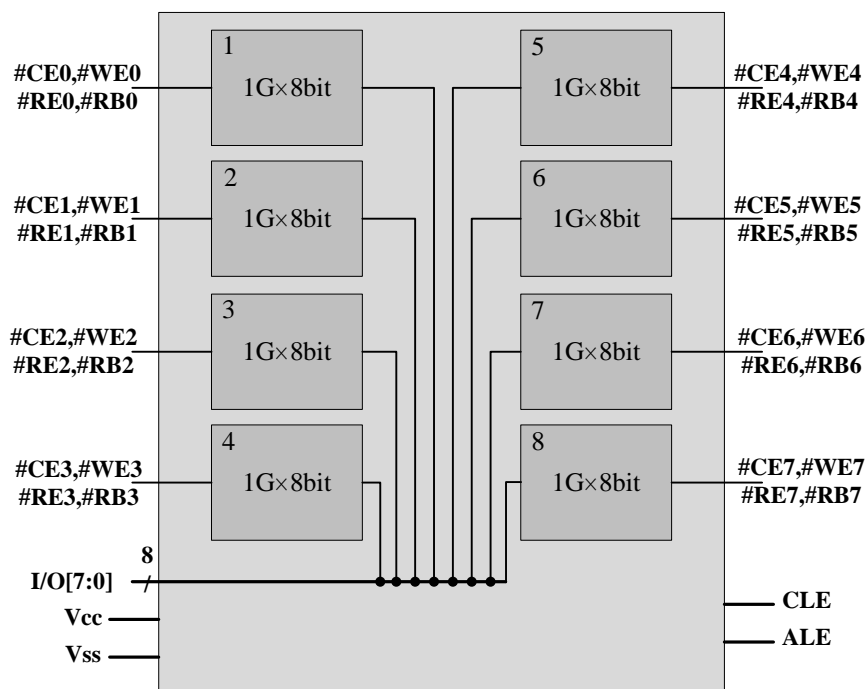 #CE0,#WE0
#RE0,#RB0
1
1G×8bit
5
1G×8bit
#CE4,#WE4
#RE4,#RB4
#CE1,#WE1
#RE1,#RB1
2
1G×8bit
6
1G×8bit
#CE5,#WE5
#RE5,#RB5
#CE2,#WE2
#RE2,#RB2
3
1G×8bit
7
1G×8bit
#CE6,#WE6
#RE6,#RB6
#CE3,#WE3
#RE3,#RB3
4
1G×8bit
8
1G×8bit
#CE7,#WE7
#RE7,#RB7
8
I/O[7:0]
Vcc
Vss
CLE
ALE